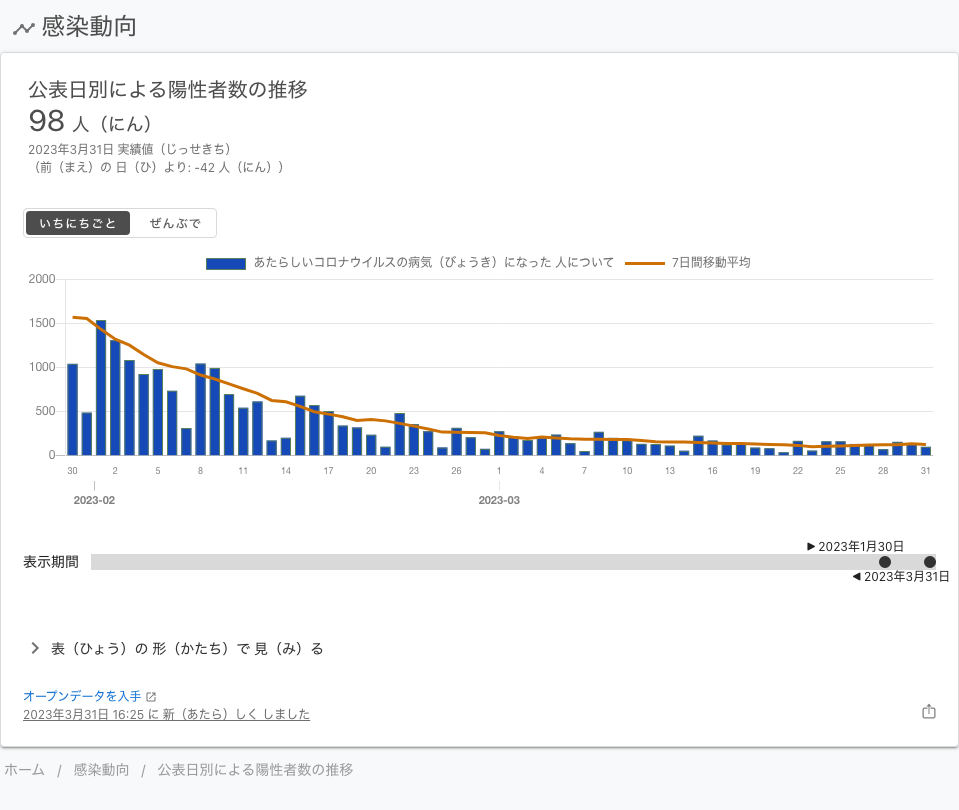 感染動向
公表日別による陽性者数の推移
98 人（にん）
2023年3月31日 実績値（じっせきち）
（前（まえ）の 日（ひ）より: -42 人（にん））
いちにちごと ぜんぶで
あたらしいコロナウイルスの病気（びょうき）になった 人について 7日間移動平均
2000
1500
1000
500
0
30 2 5 8 11 14 17 20 23 26 1 4 7 10 13 16 19 22 25 28 31
2023-02 2023-03
2023年1月30日
表示期間
2023年3月31日
表（ひょう）の 形（かたち）で 見（み）る
オープンデータを入手
2023年3月31日 16:25 に 新（あたら）しく しました
ホーム / 感染動向 / 公表日別による陽性者数の推移